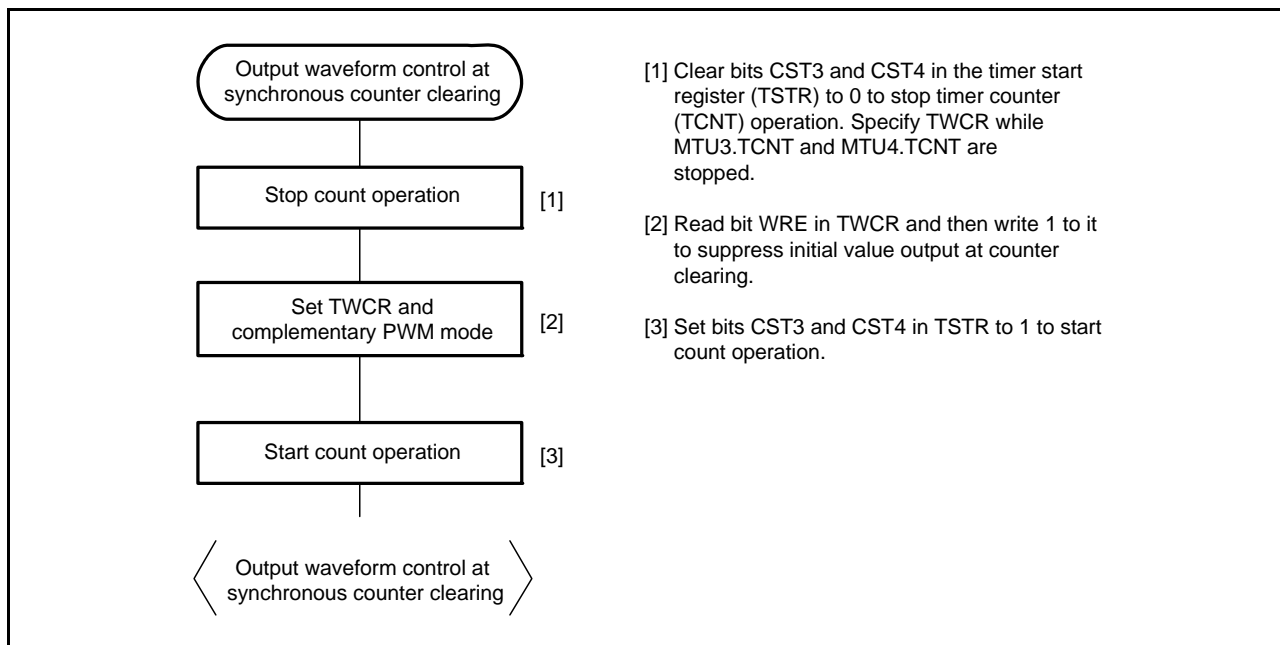 Output waveform control at
synchronous counter clearing
Stop count operation
[1]
Set TWCR and
complementary PWM mode
[2]
Start count operation
[3]
Output waveform control at
synchronous counter clearing
[1] Clear bits CST3 and CST4 in the timer start
register (TSTR) to 0 to stop timer counter
(TCNT) operation. Specify TWCR while
MTU3.TCNT and MTU4.TCNT are
stopped.
[2] Read bit WRE in TWCR and then write 1 to it
to suppress initial value output at counter
clearing.
[3] Set bits CST3 and CST4 in TSTR to 1 to start
count operation.